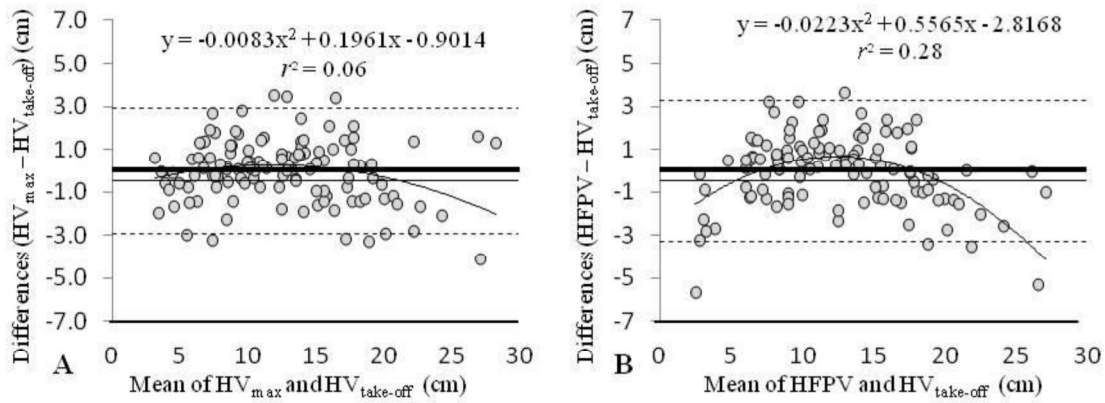 Differences (HVmax – HVtake-off) (cm)
7.0
5.0
3.0
1.0
-1.0
-3.0
-5.0
-7.0
y = -0.0083x² + 0.1961x - 0.9014
r² = 0.06
0 5 10 15 20 25 30
A
Mean of HVmax and HVtake-off (cm)
Differences (HFPV – HVtake-off) (cm)
7
5
3
1
-1
-3
-5
-7
y = -0.0223x² + 0.5565x - 2.8168
r² = 0.28
0 5 10 15 20 25 30
B
Mean of HFPV and HVtake-off (cm)